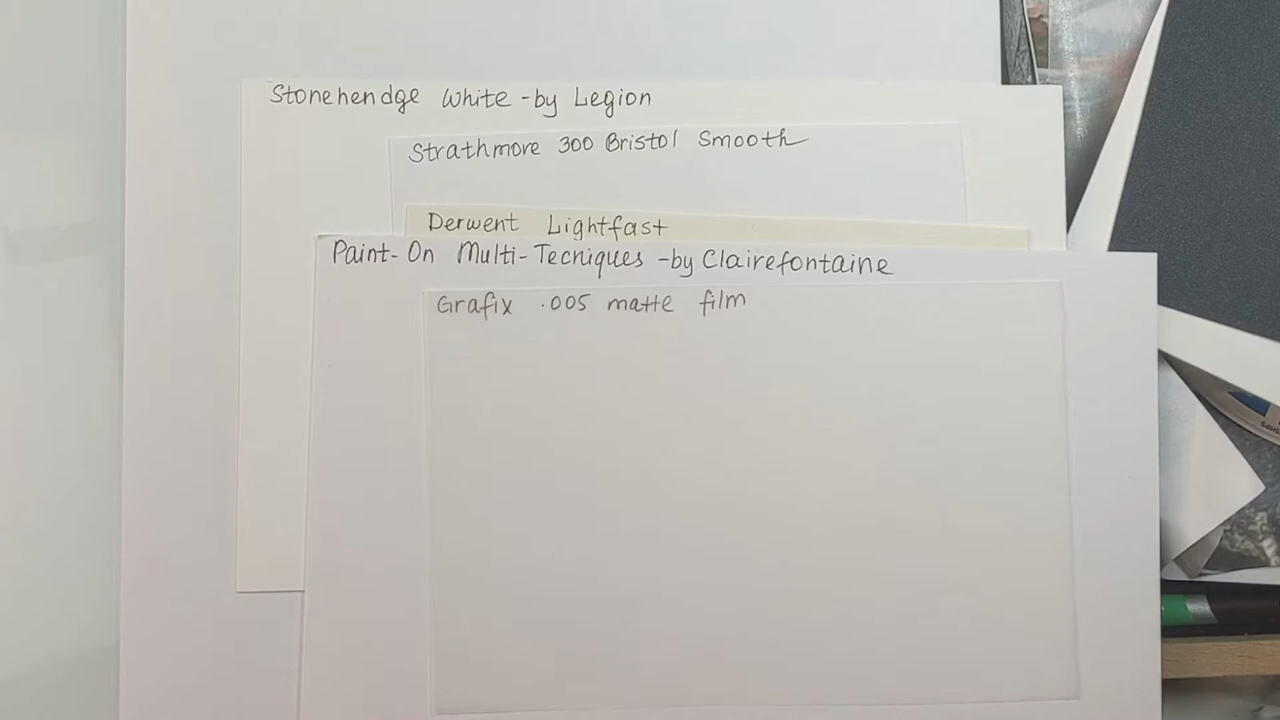 Stonehendge White -by Legion
Strathmore 300 Bristol Smooth
Derwent Lightfast
Paint-On Multi-Tecniques -by Clairefontaine
Grafix .005 matte film